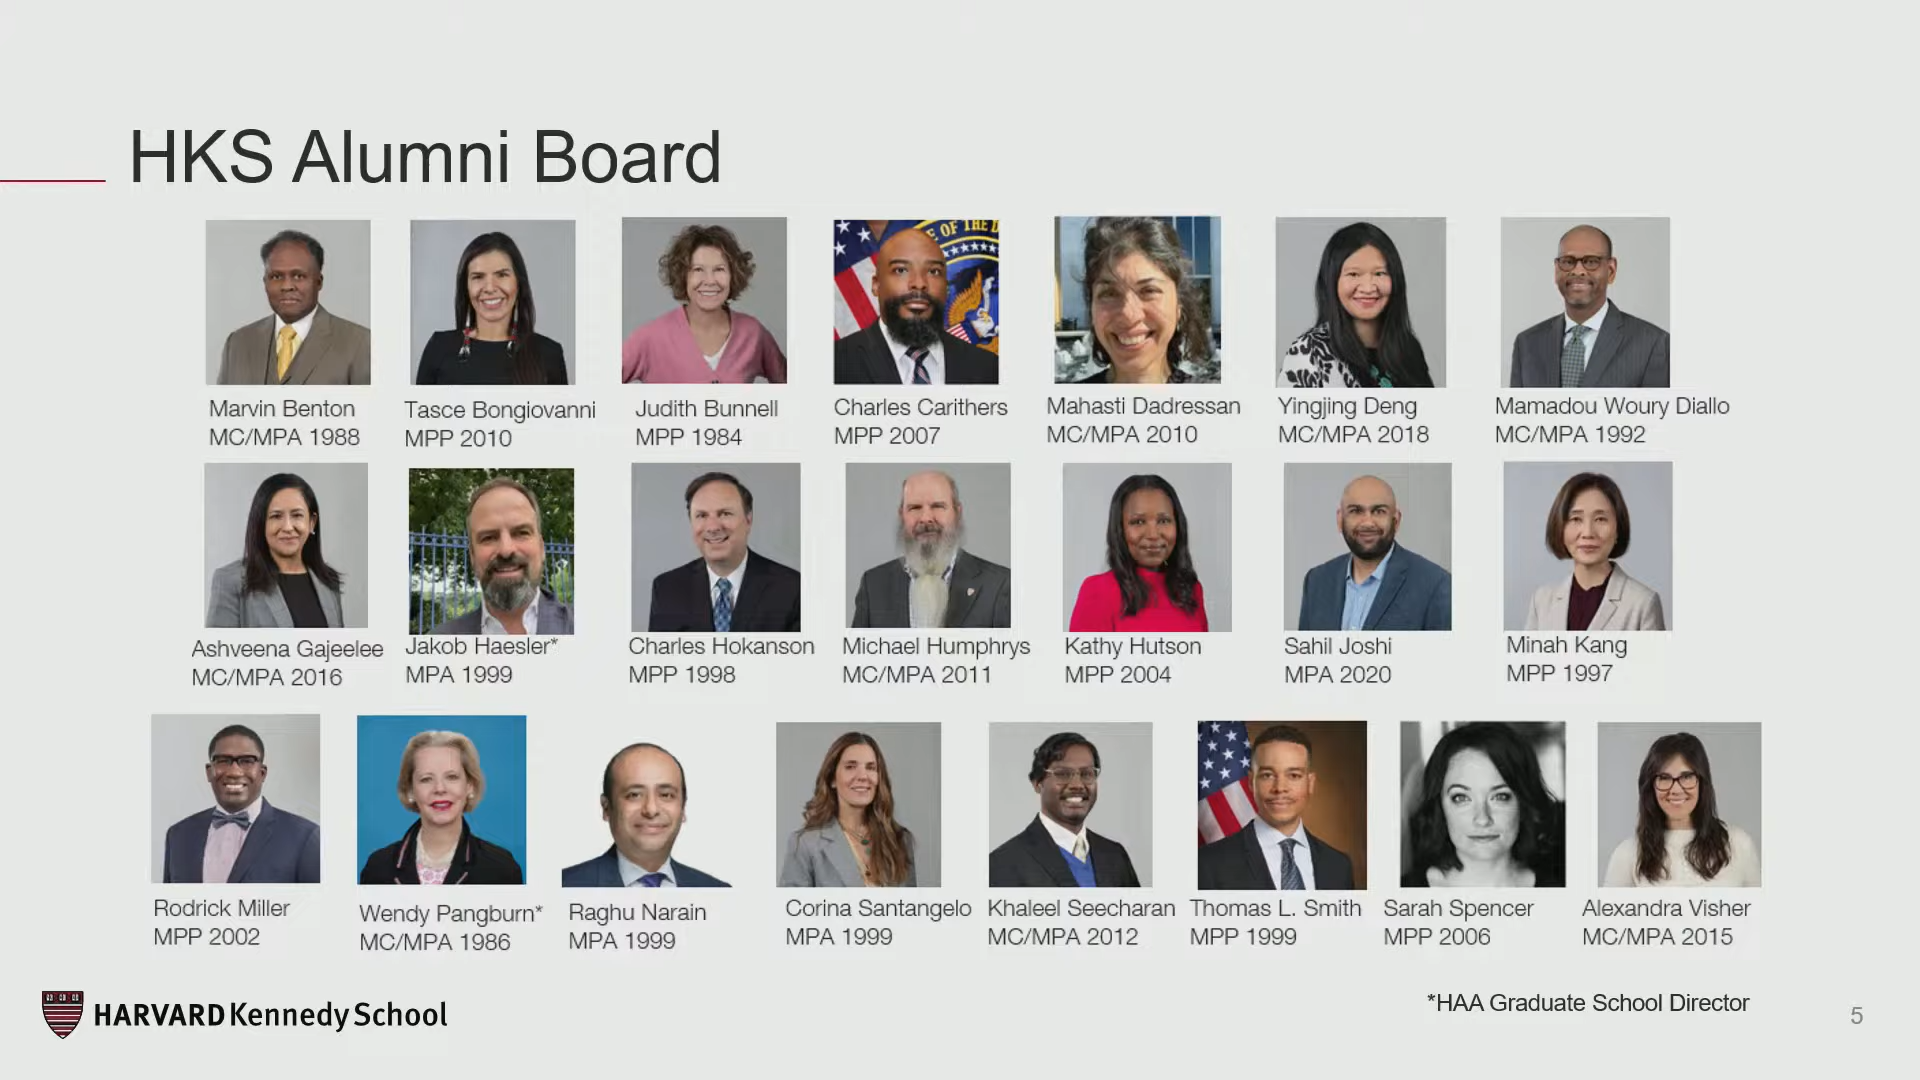 HKS Alumni Board
OF THE D
Marvin Benton
MC/MPA 1988
Tasce Bongiovanni
MPP 2010
Judith Bunnell
MPP 1984
Charles Carithers
MPP 2007
Mahasti Dadressan
MC/MPA 2010
Yingjing Deng
MC/MPA 2018
Mamadou Woury Diallo
MC/MPA 1992
Ashveena Gajeelee
MC/MPA 2016
Jakob Haesler*
MPA 1999
Charles Hokanson
MPP 1998
Michael Humphrys
MC/MPA 2011
Kathy Hutson
MPP 2004
Sahil Joshi
MPA 2020
Minah Kang
MPP 1997
Rodrick Miller
MPP 2002
Wendy Pangburn*
MC/MPA 1986
Raghu Narain
MPA 1999
Corina Santangelo
MPA 1999
Khaleel Seecharan
MC/MPA 2012
Thomas L. Smith
MPP 1999
Sarah Spencer
MPP 2006
Alexandra Visher
MC/MPA 2015
HARVARD Kennedy School
*HAA Graduate School Director
5